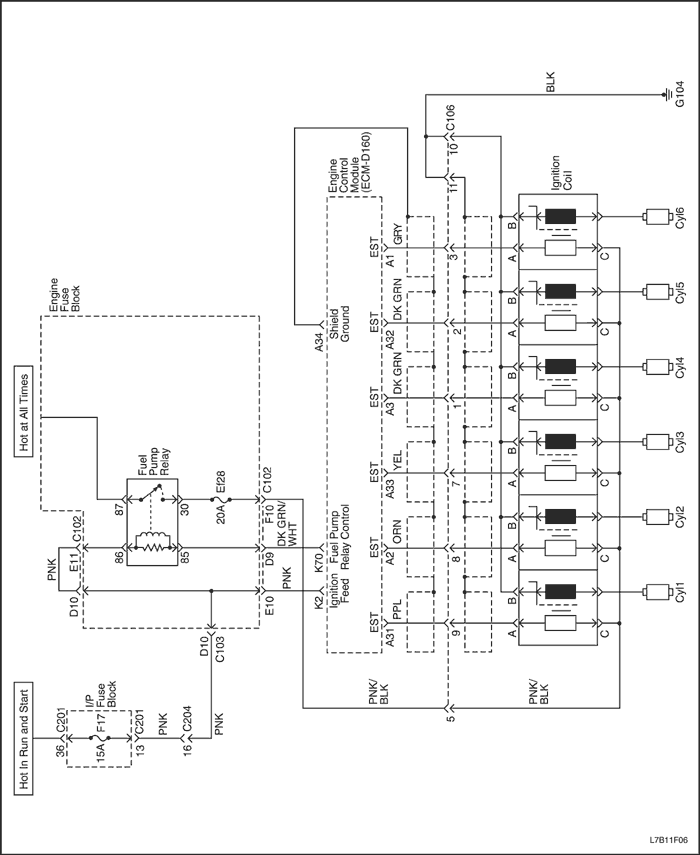 Hot In Run and Start
Hot at All Times
I/P
Fuse
Block
36
C201
15A
F17
13
C201
PNK
16
C204
PNK
D10
C103
Engine
Fuse
Block
PNK
D10
E11
C102
Fuel
Pump
Relay
87
86
30
85
20A
Ef28
E10
D9
F10
C102
PNK
DK GRN/
WHT
K2
K70
A34
Ignition
Feed
Fuel Pump
Relay Control
Shield
Ground
Engine
Control
Module
(ECM-D160)
EST
EST
EST
EST
EST
EST
A31
A2
A33
A3
A32
A1
PPL
ORN
YEL
DK GRN
DK GRN
GRY
PNK/
BLK
5
9
8
7
1
2
3
11
10
C106
BLK
G104
PNK/
BLK
A
B
A
B
A
B
A
B
A
B
A
B
Ignition
Coil
C
C
C
C
C
C
Cyl1
Cyl2
Cyl3
Cyl4
Cyl5
Cyl6
L7B11F06